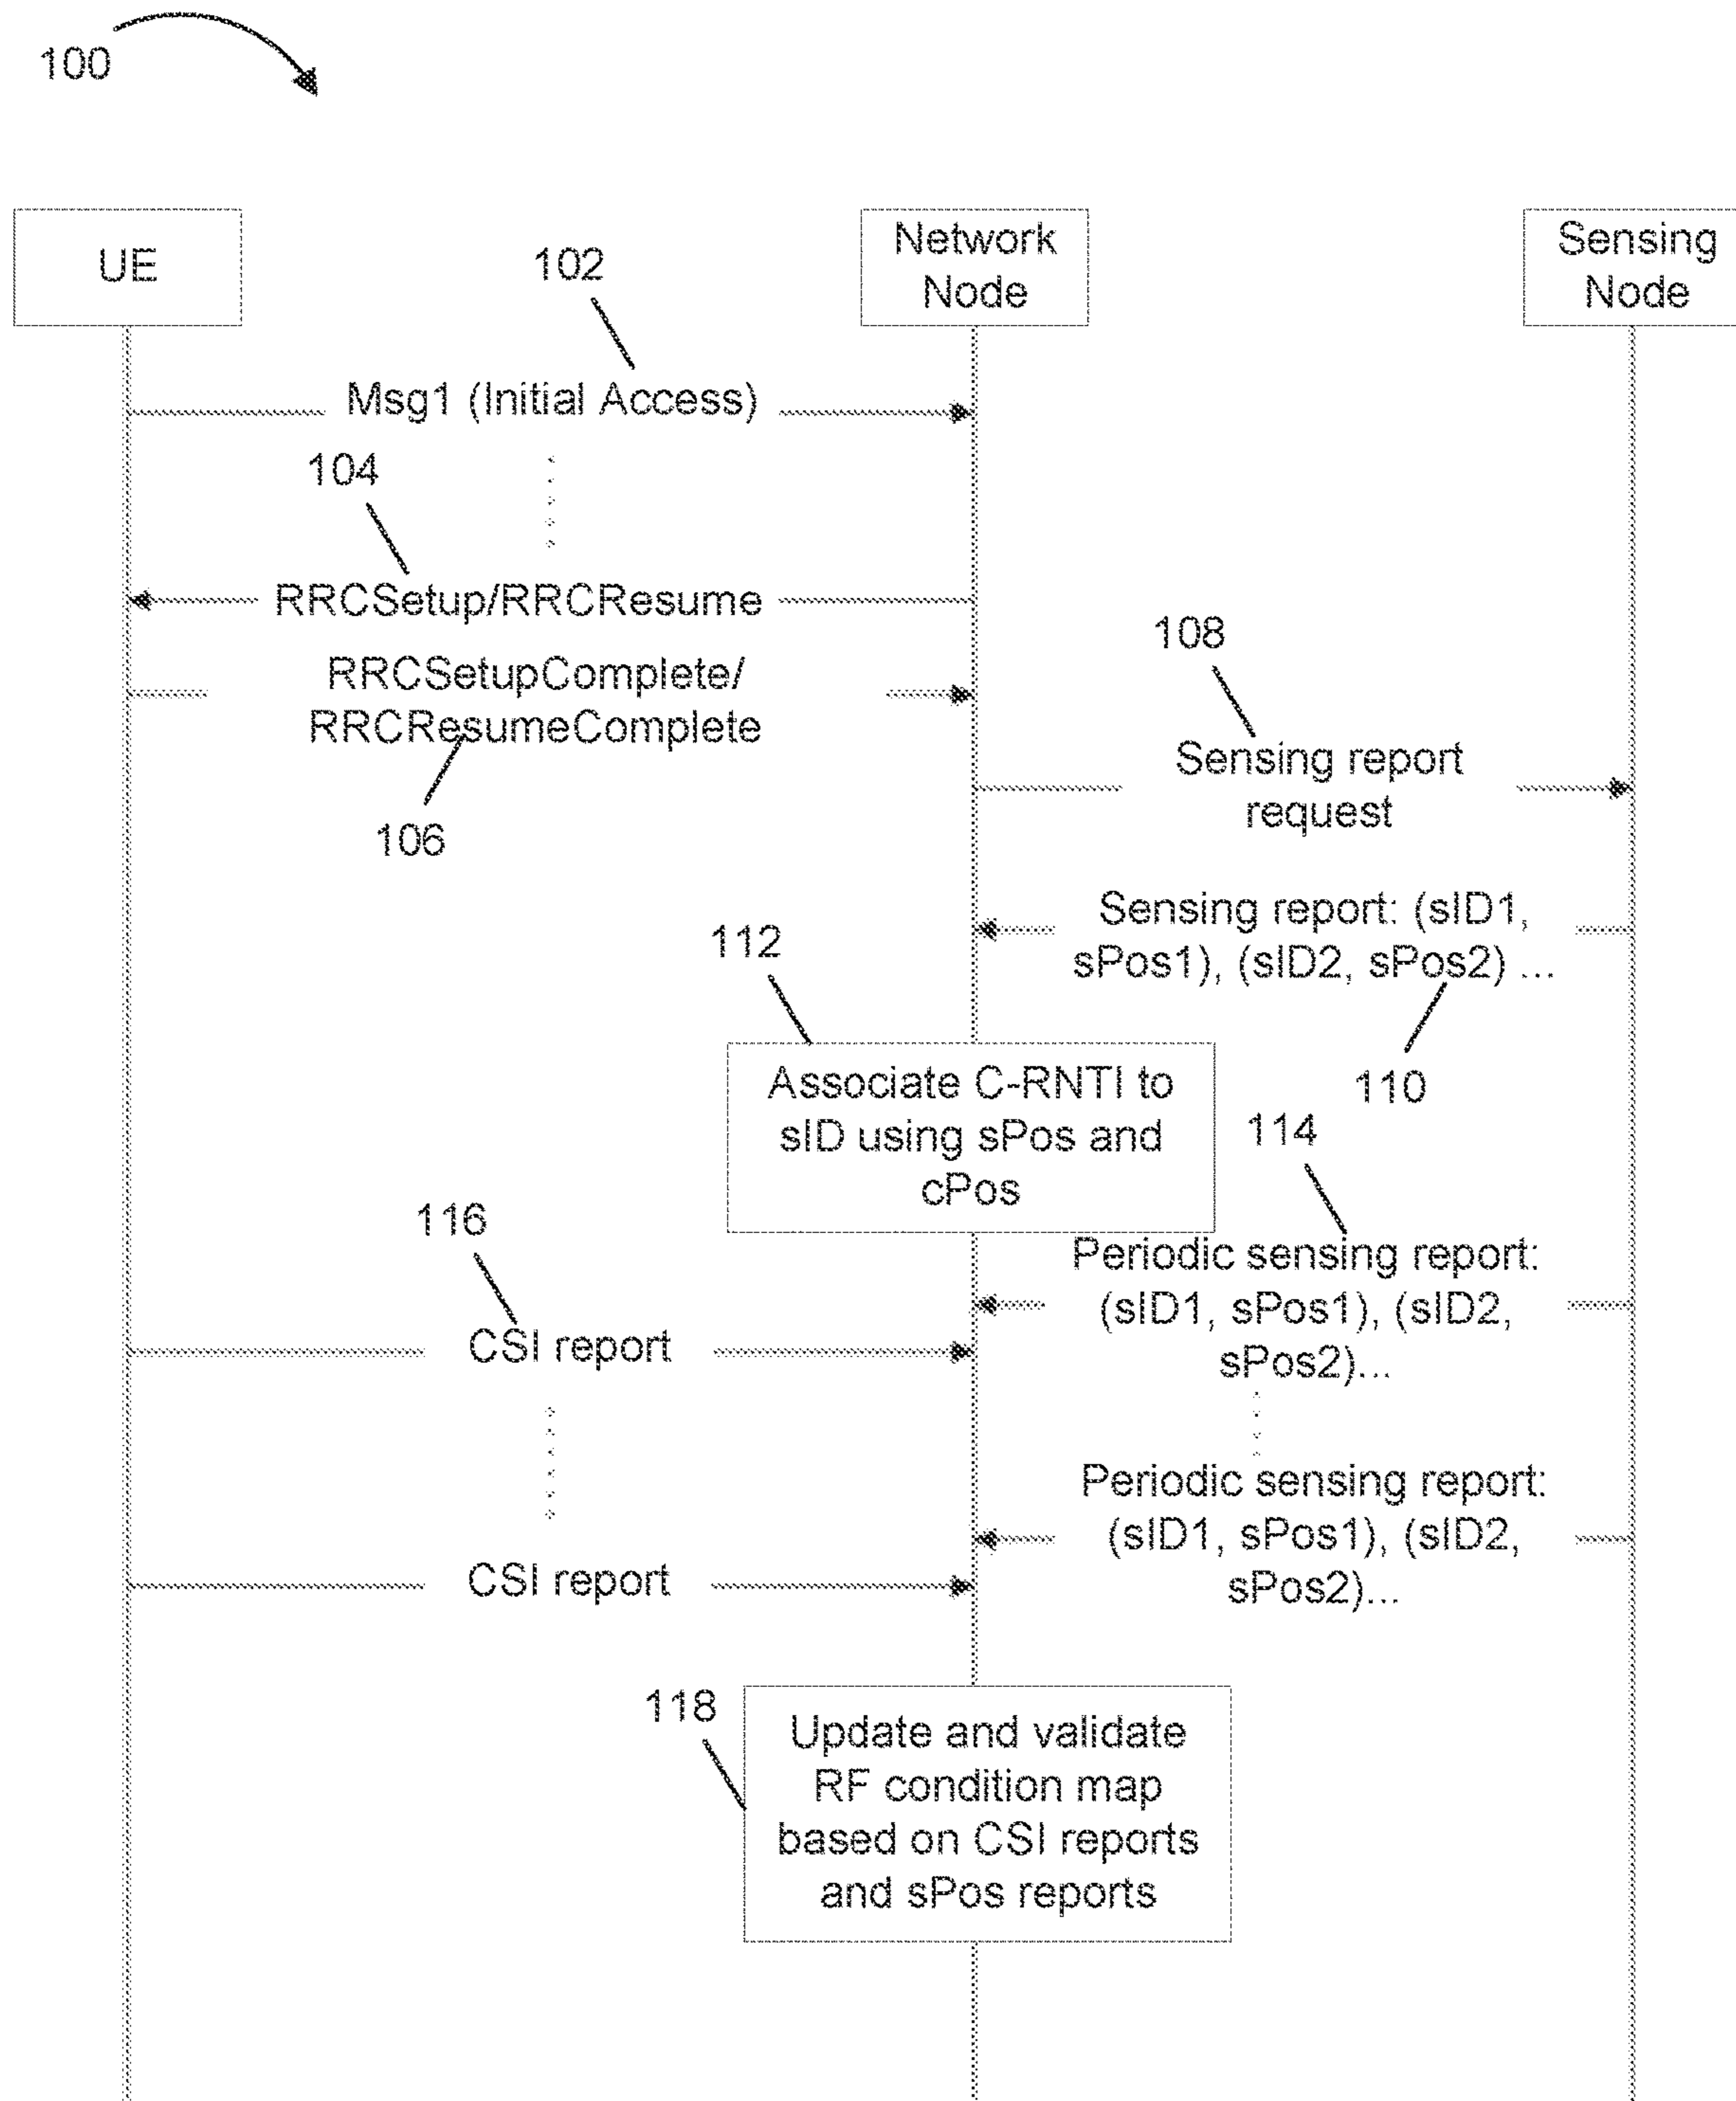 100
UE
Network
Node
Sensing
Node
102
Msg1 (Initial Access)
104
RRCSetup/RRCResume
RRCSetupComplete/
RRCResumeComplete
106
108
Sensing report
request
Sensing report: (sID1,
sPos1), (sID2, sPos2) ...
110
112
Associate C-RNTI to
sID using sPos and
cPos
114
Periodic sensing report:
(sID1, sPos1), (sID2,
sPos2)...
116
CSI report
Periodic sensing report:
(sID1, sPos1), (sID2,
sPos2)...
CSI report
118
Update and validate
RF condition map
based on CSI reports
and sPos reports